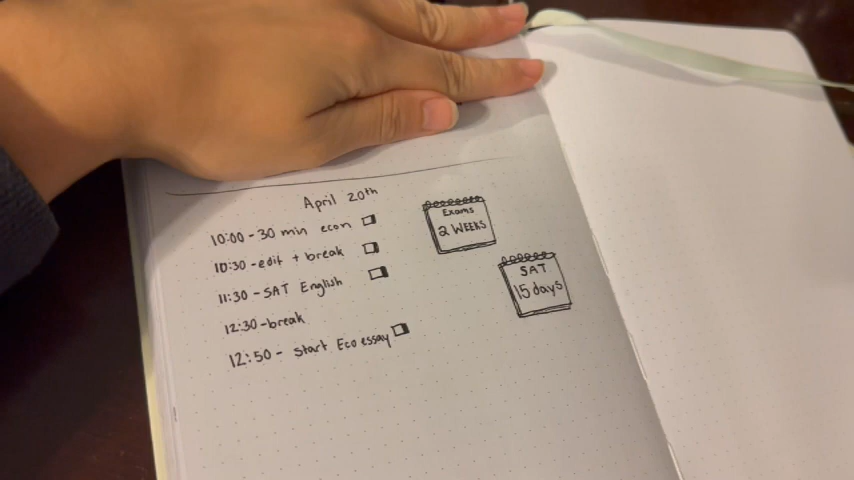 April 20th
10:00 - 30 min econ
10:30 - edit + break
11:30 - SAT English
12:30 - break
12:50 - Start Eco essay
Exams
2 WEEKS
SAT
15 days